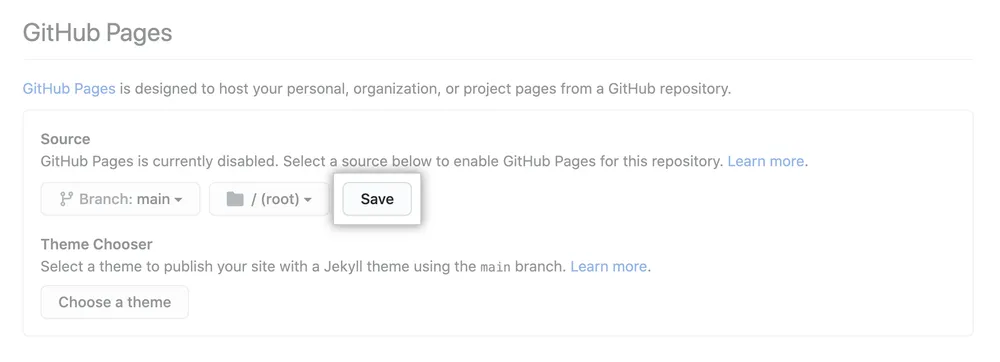 GitHub Pages
GitHub Pages is designed to host your personal, organization, or project pages from a GitHub repository.
Source
GitHub Pages is currently disabled. Select a source below to enable GitHub Pages for this repository. Learn more.
Branch: main / (root) Save
Theme Chooser
Select a theme to publish your site with a Jekyll theme using the main branch. Learn more.
Choose a theme